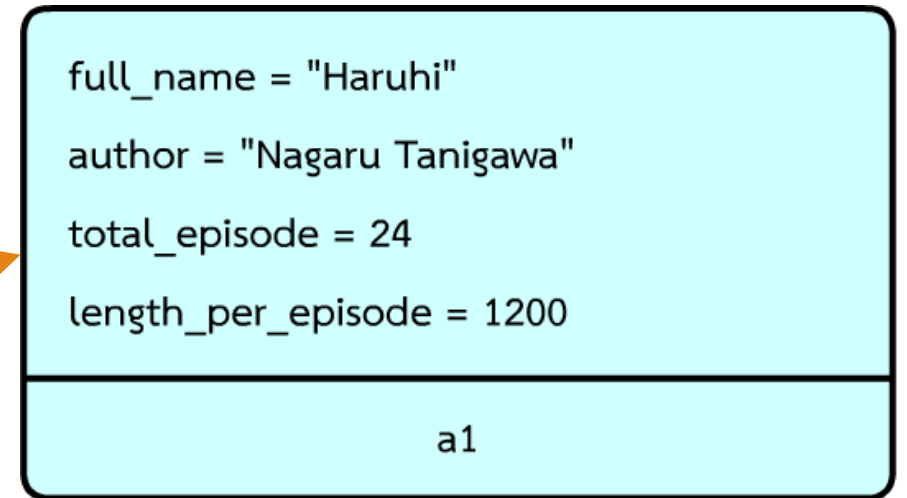 full_name = "Haruhi"
author = "Nagaru Tanigawa"
total_episode = 24
length_per_episode = 1200
a1